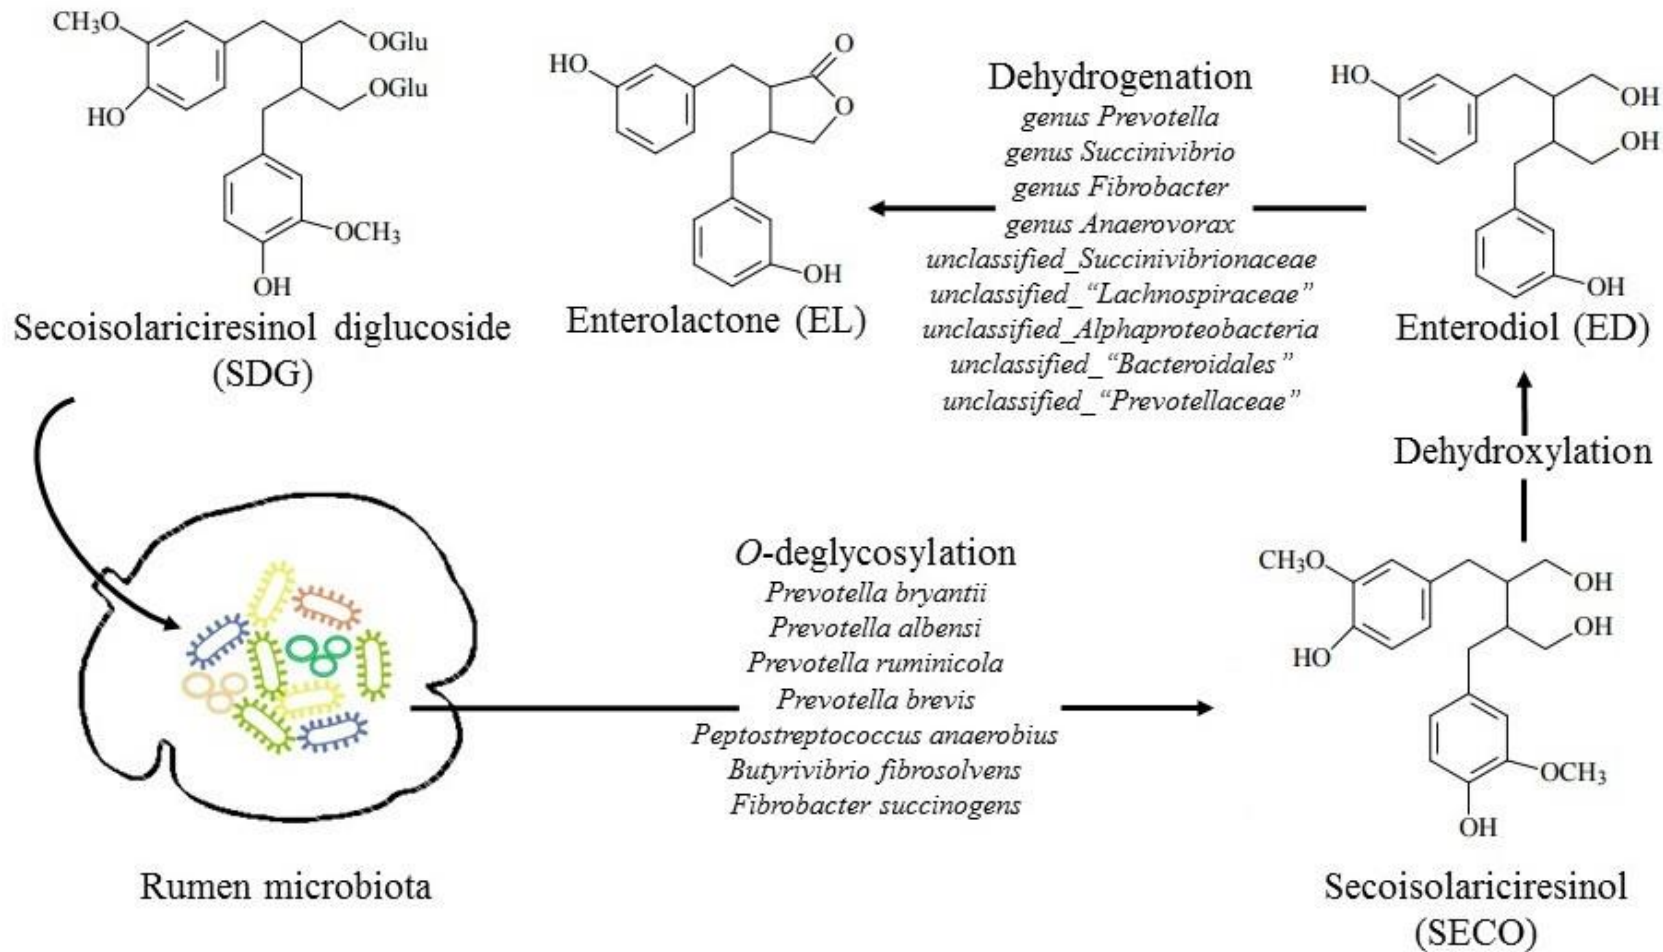 CH₃O
OGlu
OGlu
HO
OCH₃
OH
Secoisolariciresinol diglucoside
(SDG)
O
HO
O
OH
Enterolactone (EL)
Dehydrogenation
genus Prevotella
genus Succinivibrio
genus Fibrobacter
genus Anaerovorax
unclassified_Succinivibrionaceae
unclassified_“Lachnospiraceae”
unclassified_Alphaproteobacteria
unclassified_“Bacteroidales”
unclassified_“Prevotellaceae”
HO
OH
OH
OH
Enterodiol (ED)
Dehydroxylation
Rumen microbiota
O-deglycosylation
Prevotella bryantii
Prevotella albensi
Prevotella ruminicola
Prevotella brevis
Peptostreptococcus anaerobius
Butyrivibrio fibrosolvens
Fibrobacter succinogens
CH₃O
OH
OH
HO
OCH₃
OH
Secoisolariciresinol
(SECO)